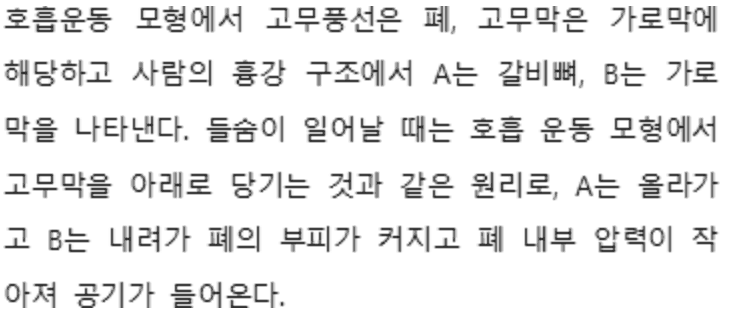 호흡운동 모형에서 고무풍선은 폐, 고무막은 가로막에
해당하고 사람의 흉강 구조에서 A는 갈비뼈, B는 가로
막을 나타낸다. 들숨이 일어날 때는 호흡 운동 모형에서
고무막을 아래로 당기는 것과 같은 원리로, A는 올라가
고 B는 내려가 폐의 부피가 커지고 폐 내부 압력이 작
아져 공기가 들어온다.